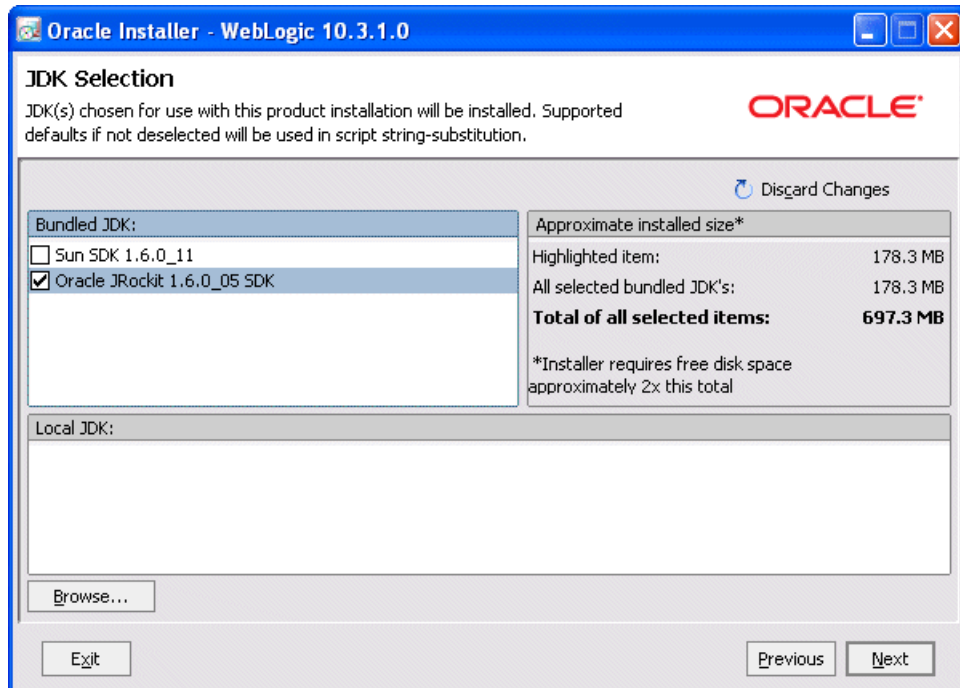 Oracle Installer - WebLogic 10.3.1.0
JDK Selection
JDK(s) chosen for use with this product installation will be installed. Supported
defaults if not deselected will be used in script string-substitution.
ORACLE
Discard Changes
Bundled JDK:
Sun SDK 1.6.0_11
Oracle JRockit 1.6.0_05 SDK
Approximate installed size*
Highlighted item: 178.3 MB
All selected bundled JDK's: 178.3 MB
Total of all selected items: 697.3 MB
*Installer requires free disk space
approximately 2x this total
Local JDK:
Browse...
Exit
Previous
Next